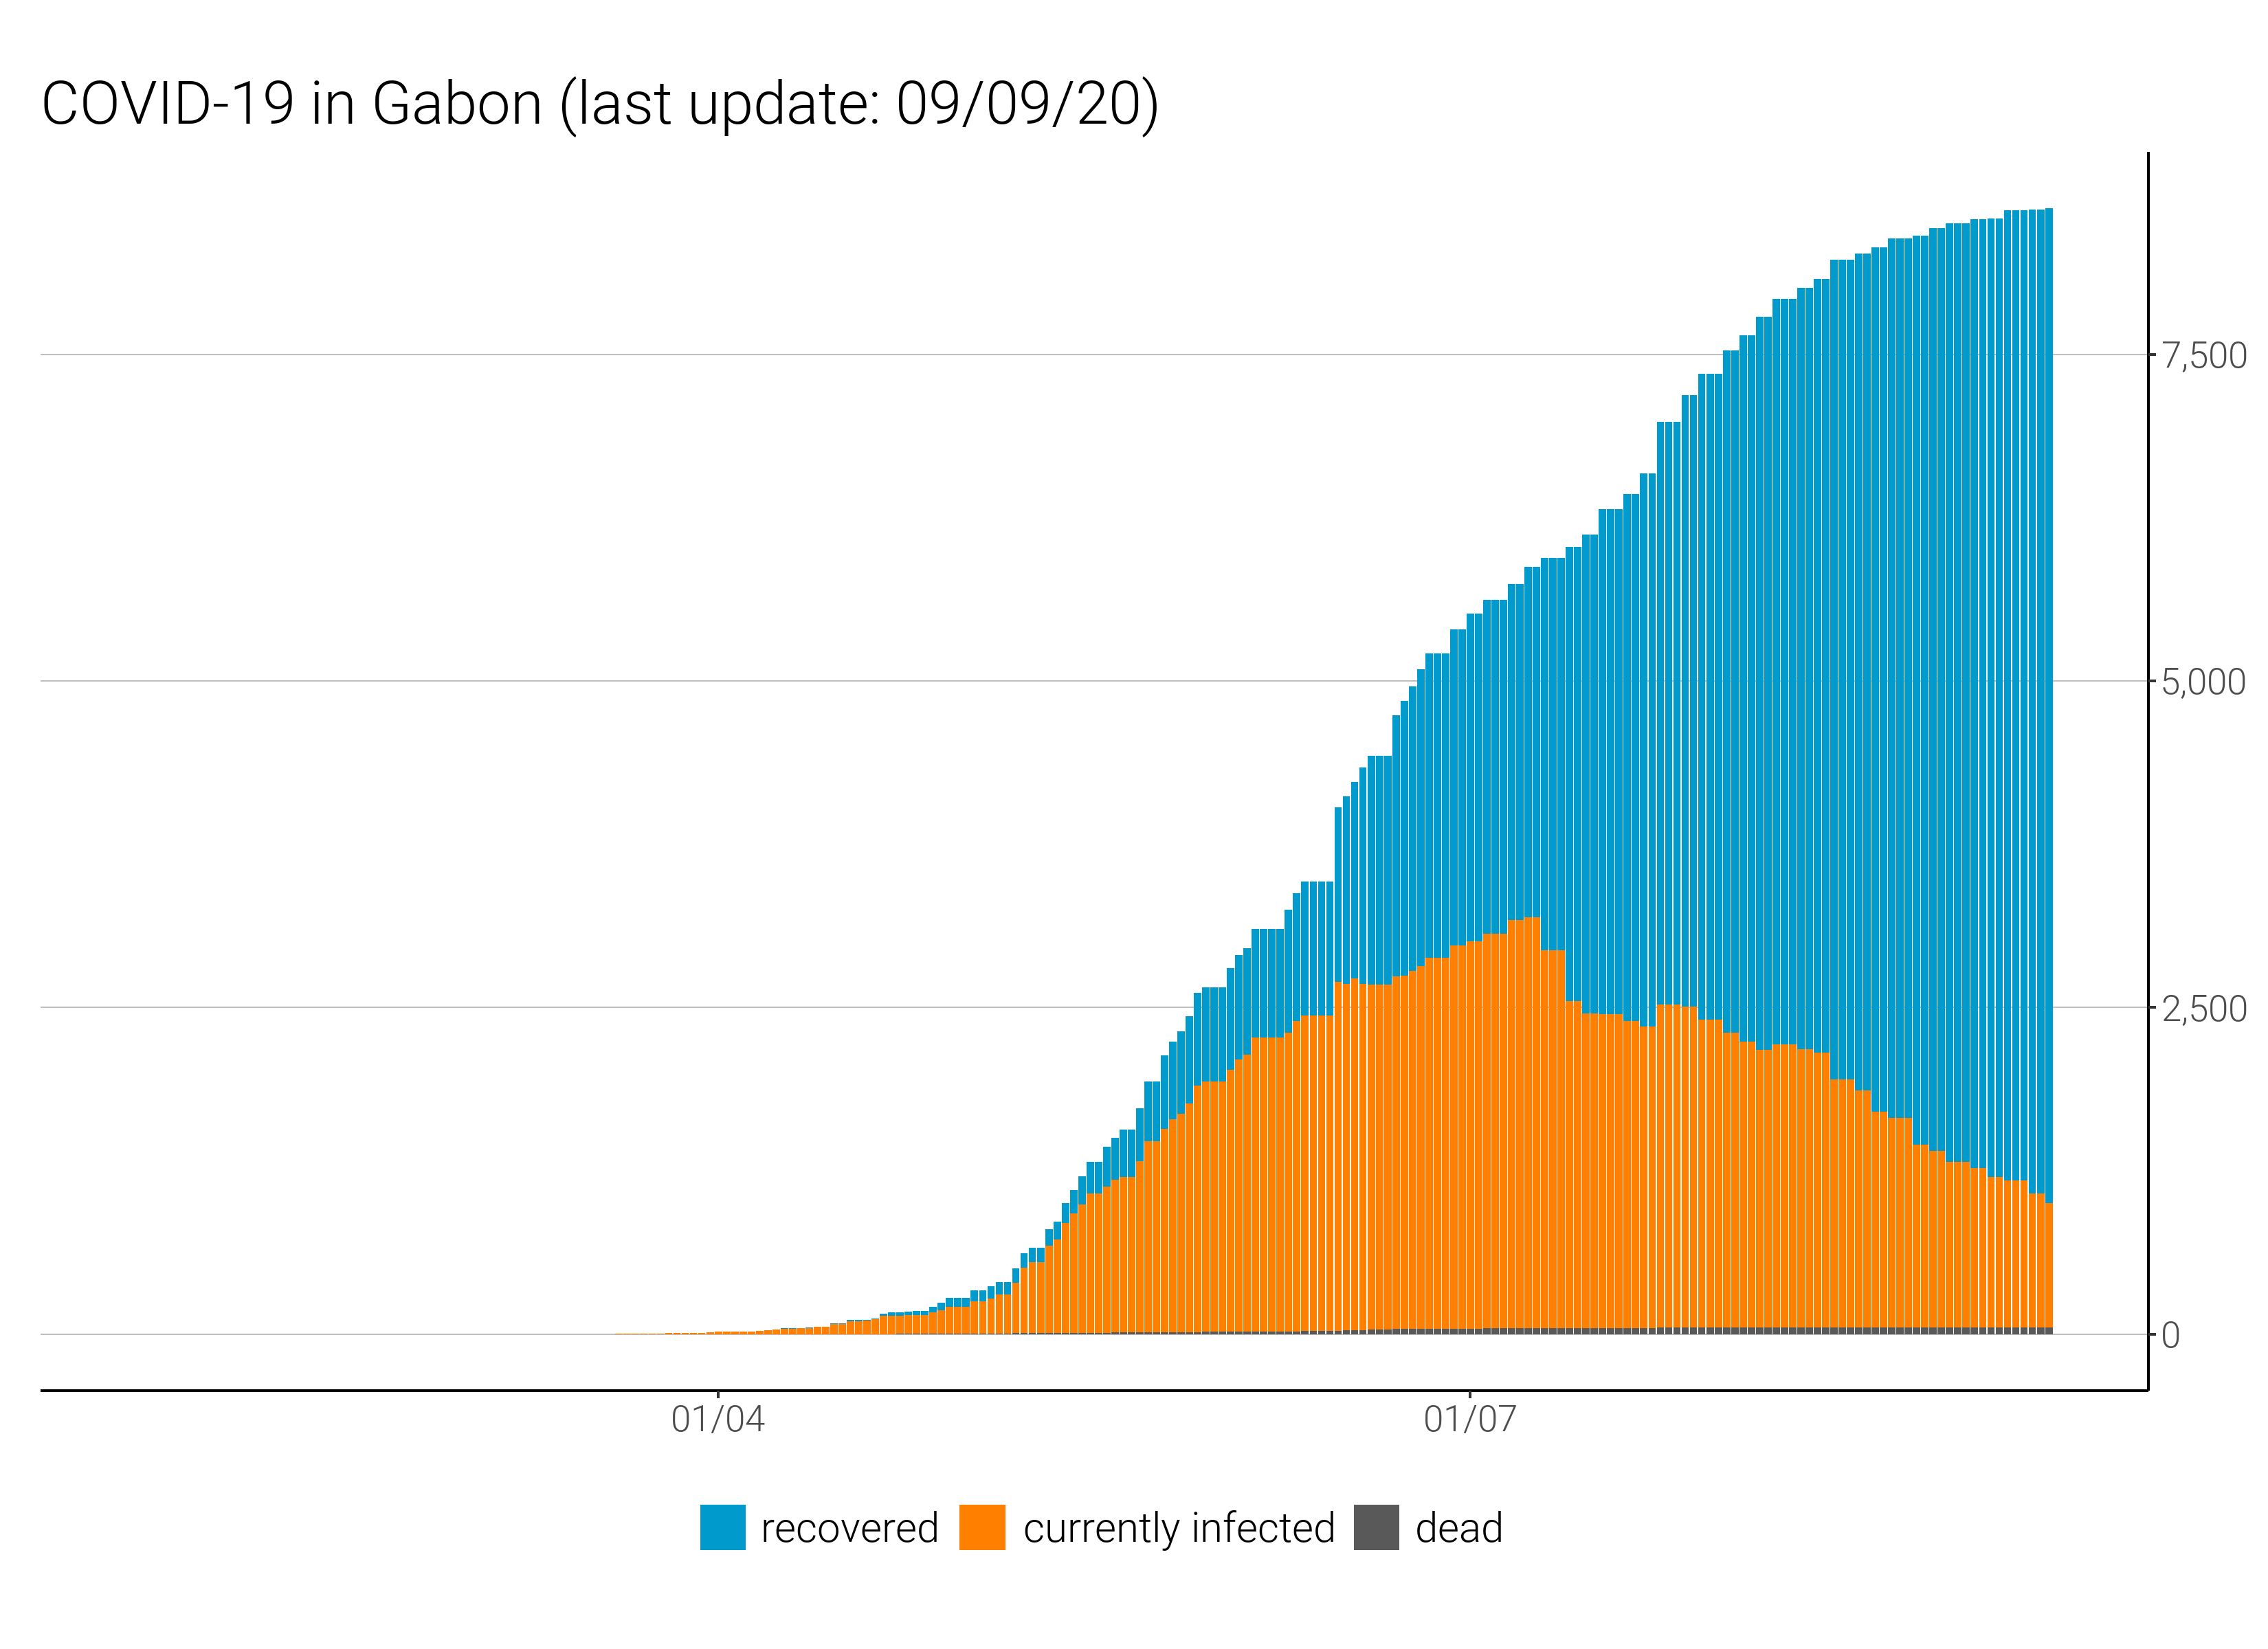 COVID-19 in Gabon (last update: 09/09/20)
7,500
5,000
2,500
0
01/04 01/07
recovered currently infected dead